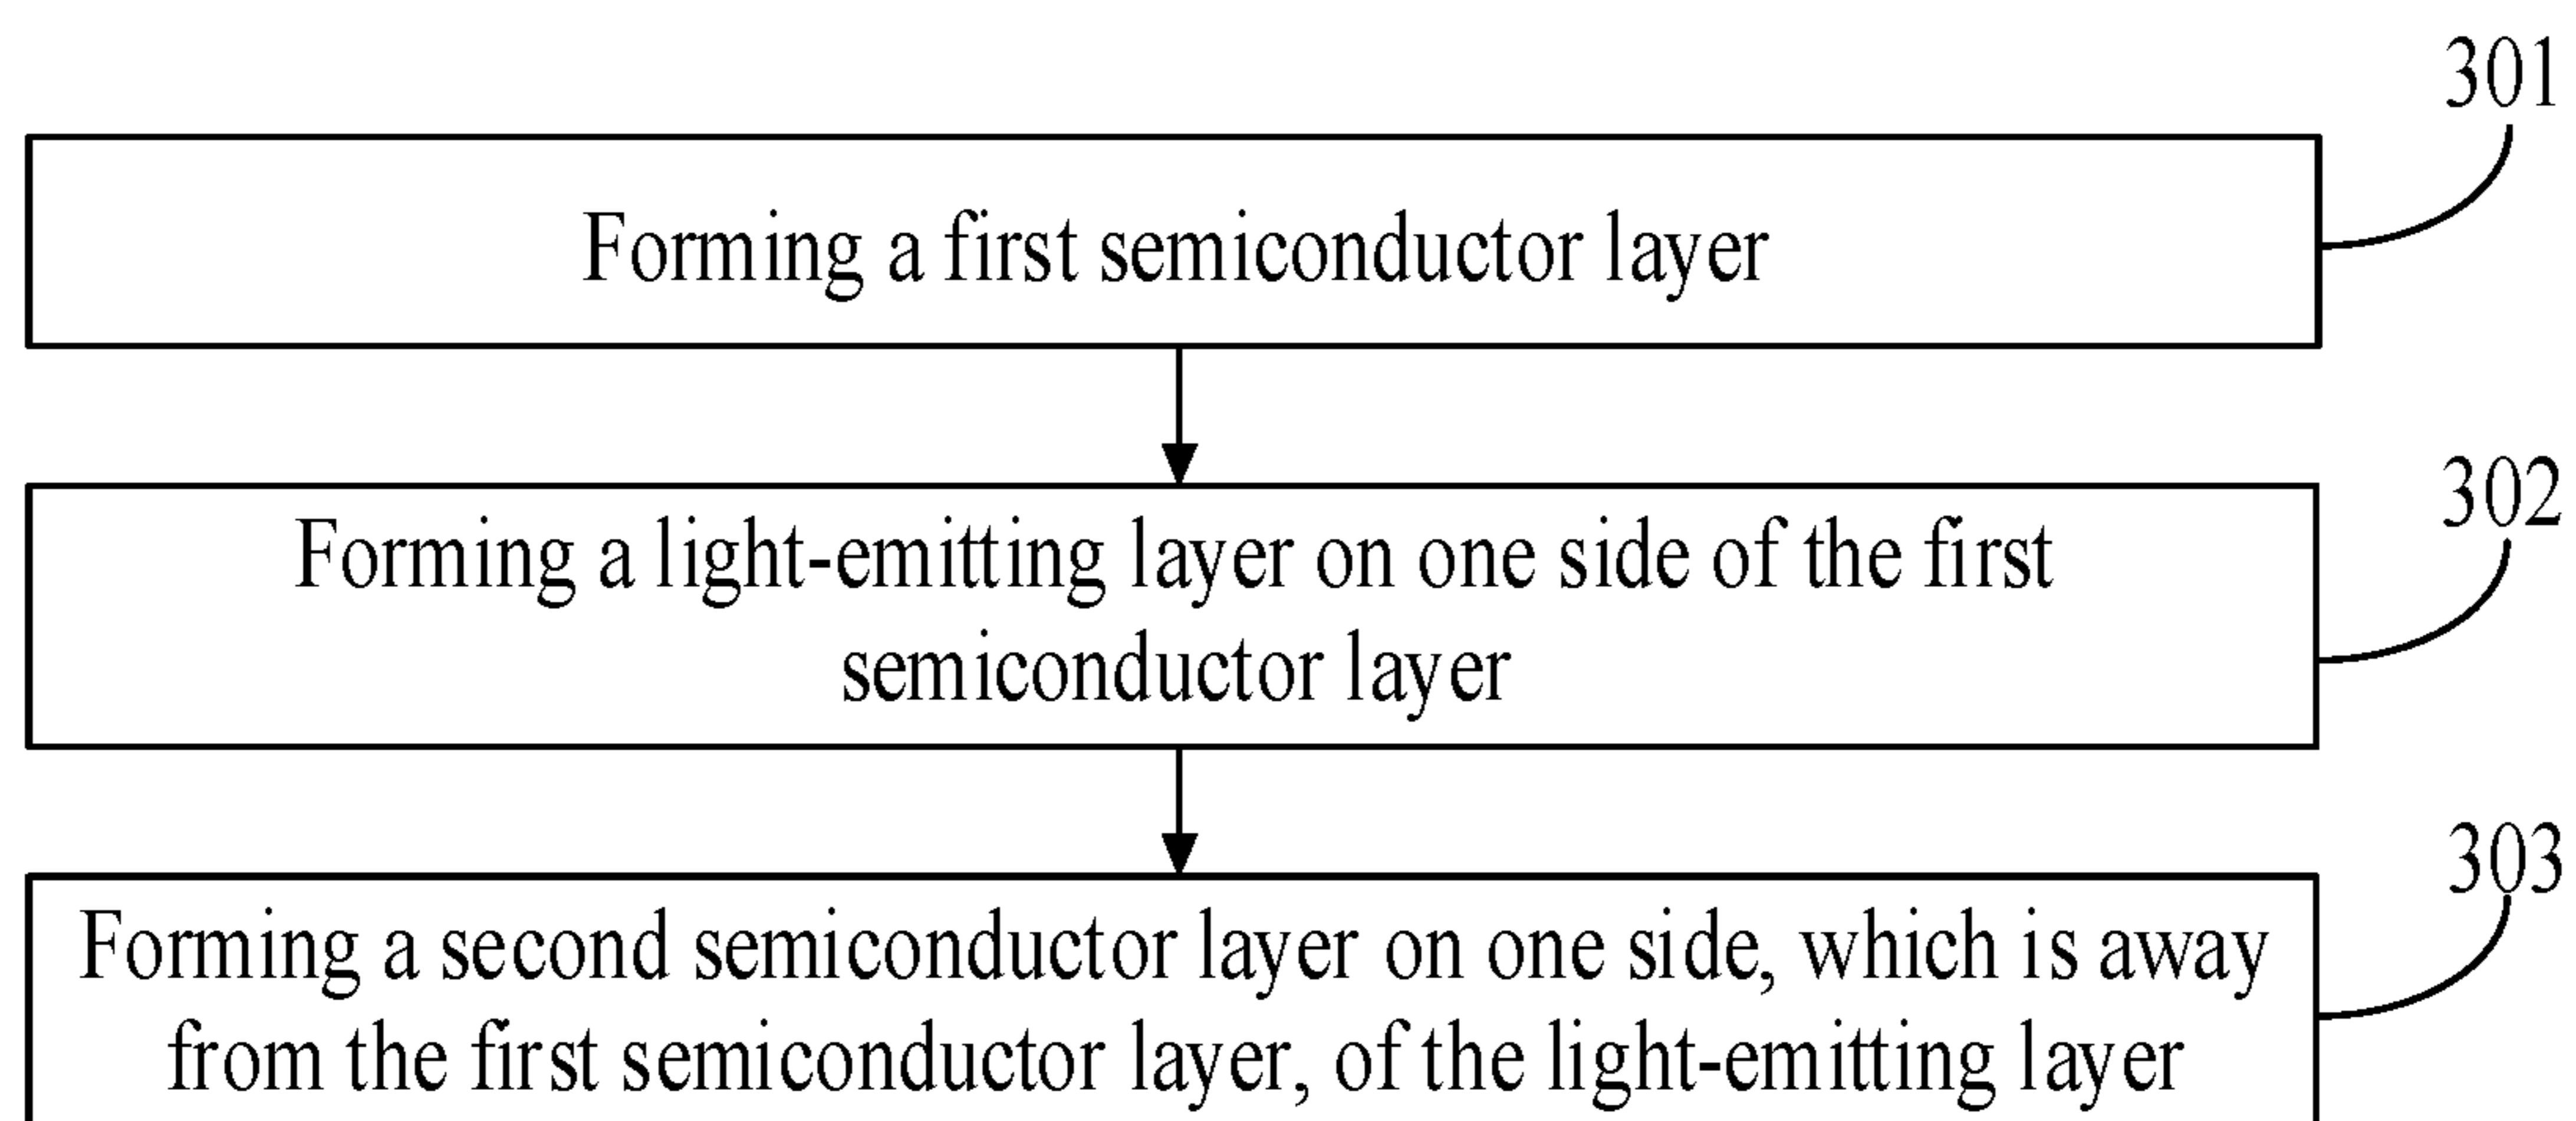 301
Forming a first semiconductor layer
302
Forming a light-emitting layer on one side of the first
semiconductor layer
303
Forming a second semiconductor layer on one side, which is away
from the first semiconductor layer, of the light-emitting layer